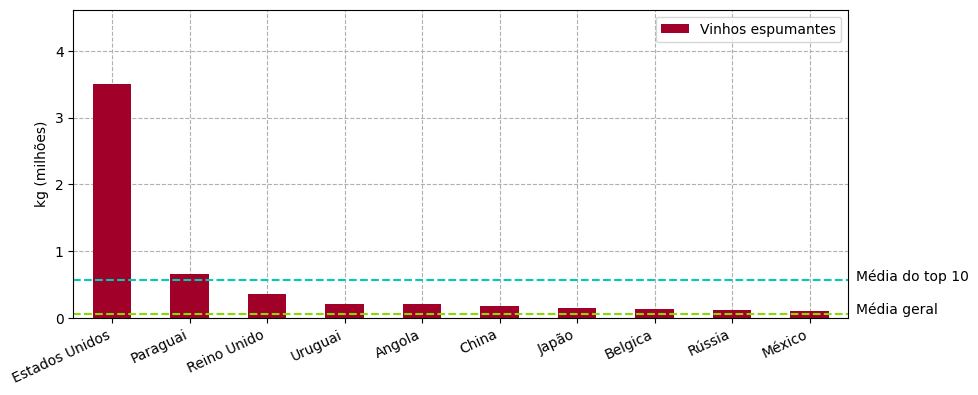 Vinhos espumantes
kg (milhões)
4
3
2
1
0
Média do top 10
Média geral
Estados Unidos
Paraguai
Reino Unido
Uruguai
Angola
China
Japão
Belgica
Rússia
México